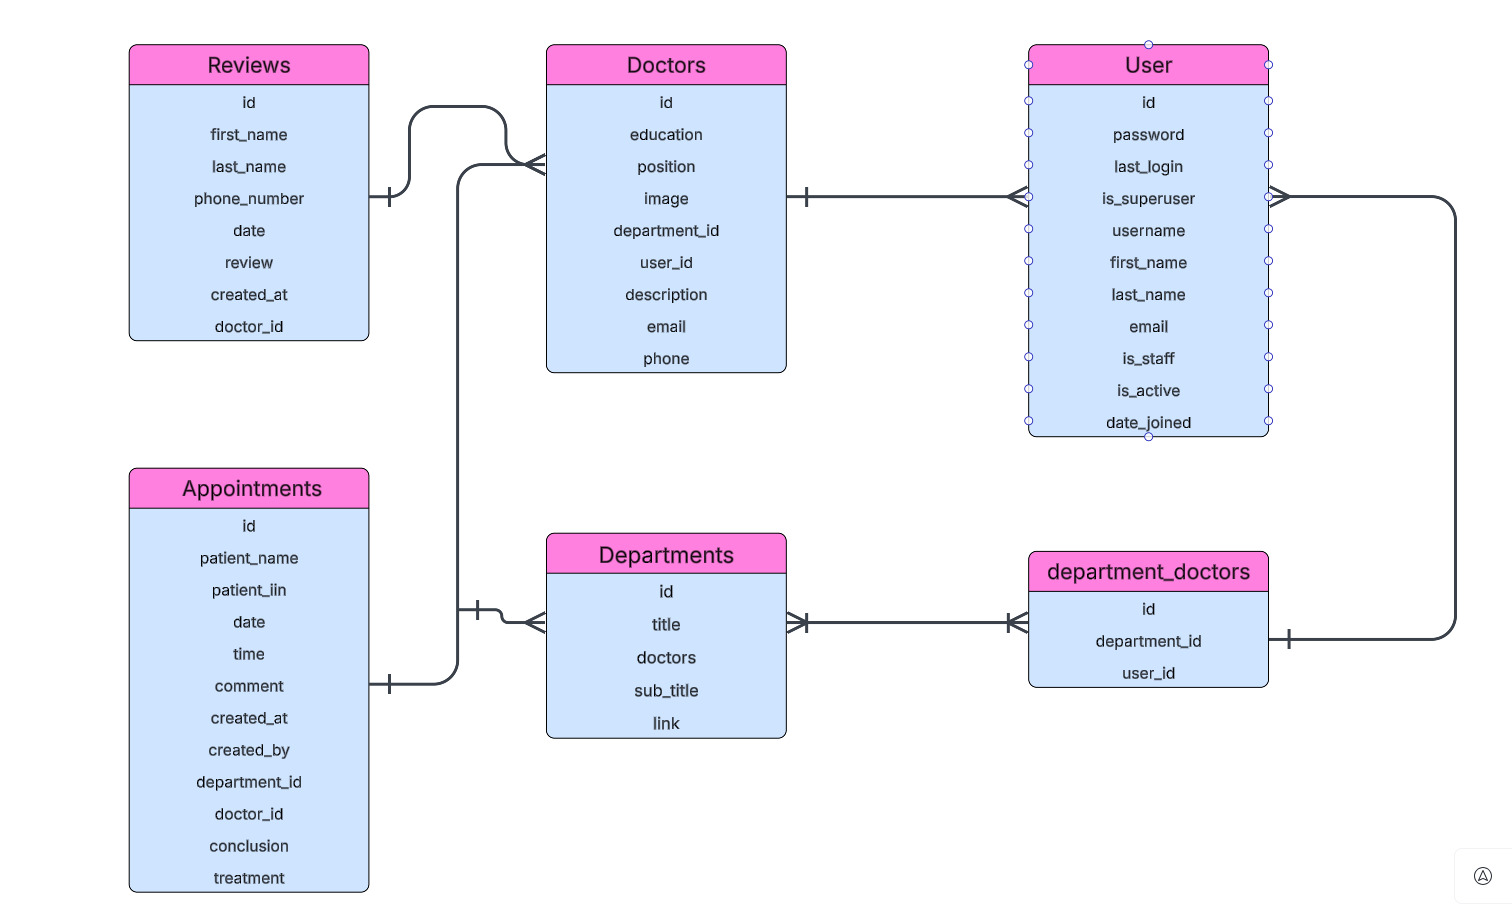 Reviews
id
first_name
last_name
phone_number
date
review
created_at
doctor_id
Doctors
id
education
position
image
department_id
user_id
description
email
phone
User
id
password
last_login
is_superuser
username
first_name
last_name
email
is_staff
is_active
date_joined
Appointments
id
patient_name
patient_iin
date
time
comment
created_at
created_by
department_id
doctor_id
conclusion
treatment
Departments
id
title
doctors
sub_title
link
department_doctors
id
department_id
user_id